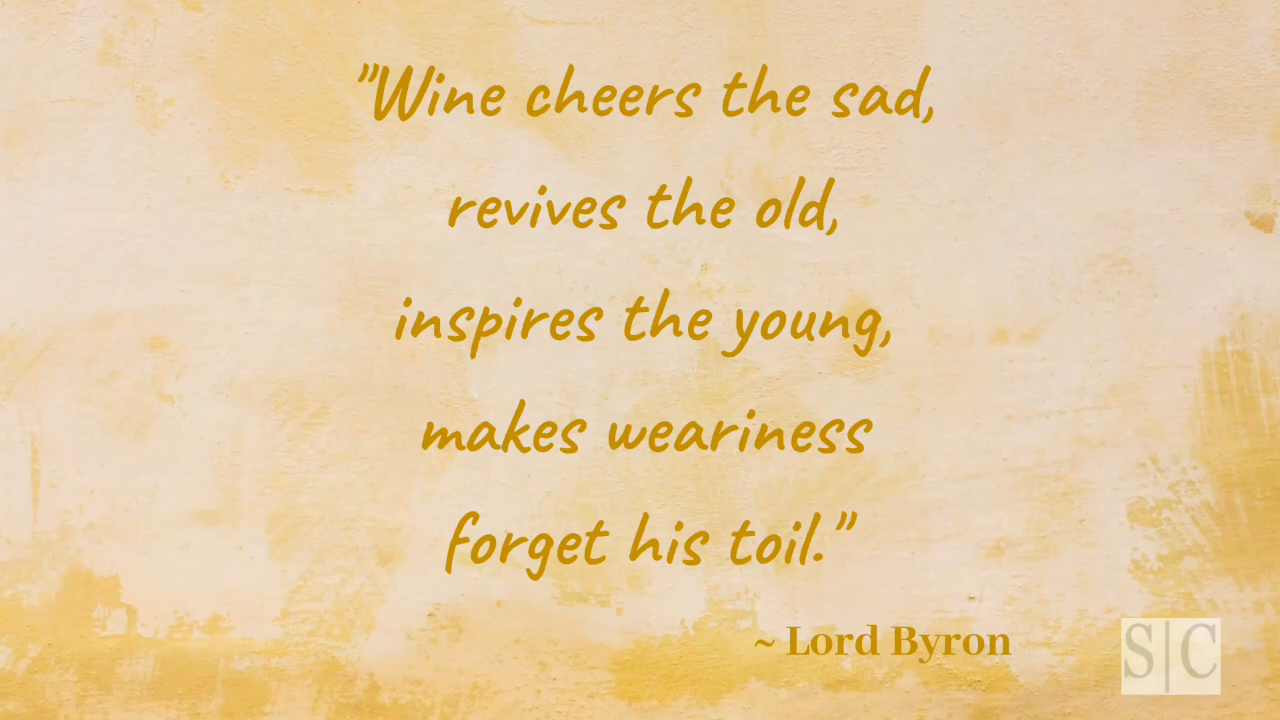 "Wine cheers the sad,
revives the old,
inspires the young,
makes weariness
forget his toil."
~ Lord Byron
S|C